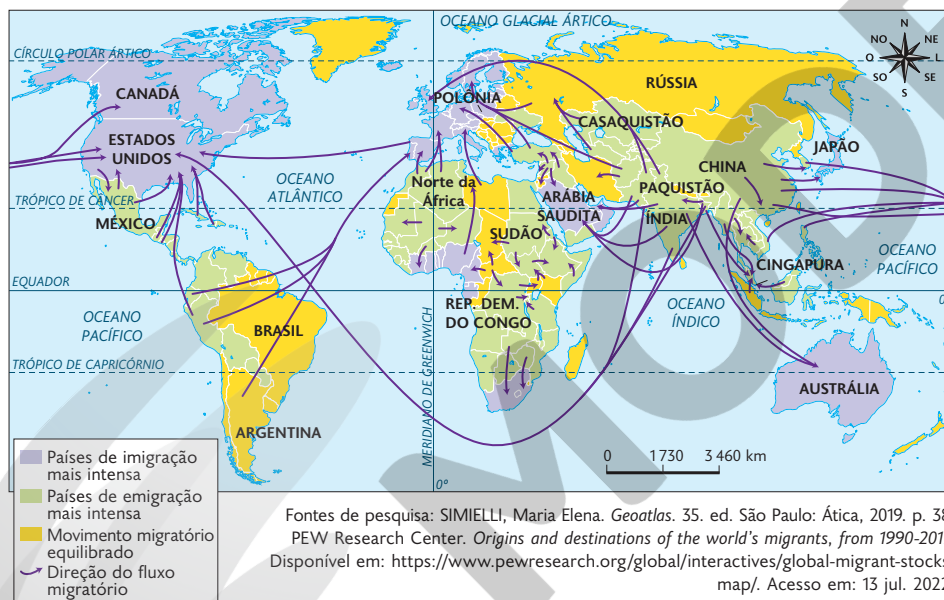 OCEANO GLACIAL ÁRTICO
N
NO
NE
O
L
SO
SE
S
CÍRCULO POLAR ÁRTICO
CANADÁ
POLÔNIA
RÚSSIA
CASAQUISTÃO
ESTADOS
UNIDOS
OCEANO
ATLÂNTICO
CHINA
JAPÃO
Norte da
África
ARÁBIA
SAUDITA
PAQUISTÃO
TRÓPICO DE CÂNCER
MÉXICO
SUDÃO
ÍNDIA
OCEANO
PACÍFICO
CINGAPURA
EQUADOR
0
OCEANO
PACÍFICO
BRASIL
REP. DEM.
DO CONGO
OCEANO
ÍNDICO
TRÓPICO DE CAPRICÓRNIO
MERIDIANO DE GREENWICH
AUSTRÁLIA
ARGENTINA
0 1 730 3 460 km
0°
Países de imigração
mais intensa
Países de emigração
mais intensa
Movimento migratório
equilibrado
Direção do fluxo
migratório
Fontes de pesquisa: SIMIELLI, Maria Elena. Geoatlas. 35. ed. São Paulo: Ática, 2019. p. 38
PEW Research Center. Origins and destinations of the world's migrants, from 1990-201
Disponível em: https://www.pewresearch.org/global/interactives/global-migrant-stocks
map/. Acesso em: 13 jul. 2022